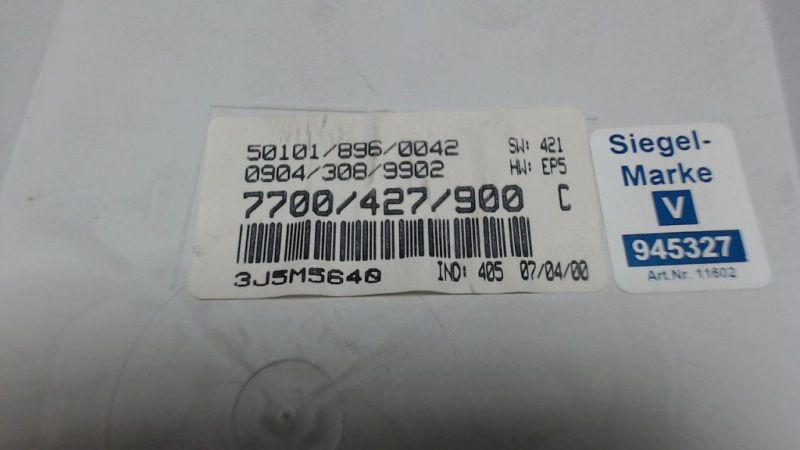 50101/896/0042 SW: 421
0904/308/9902 HW: EP5
7700/427/900 C
3J5M5640 IND: 405 07/04/00
Siegel-
Marke
V
945327
Art.Nr. 11602